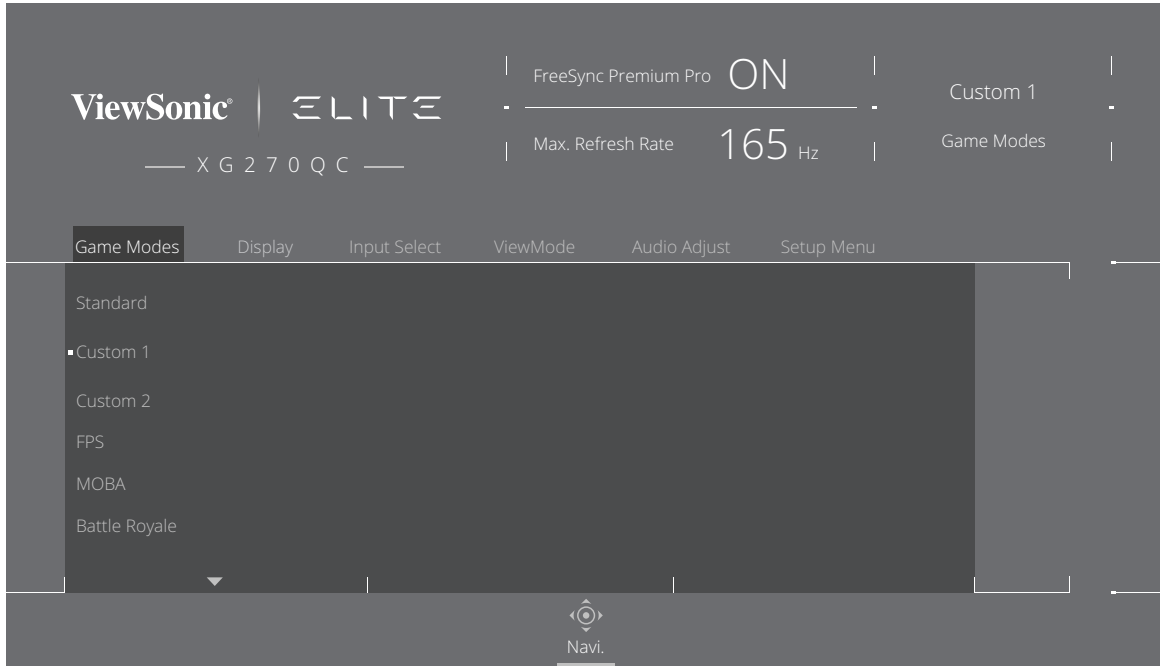 ViewSonic® ELITE
XG270QC
FreeSync Premium Pro ON
Max. Refresh Rate 165 Hz
Custom 1
Game Modes
Game Modes Display Input Select ViewMode Audio Adjust Setup Menu
Standard
Custom 1
Custom 2
FPS
MOBA
Battle Royale
Navi.